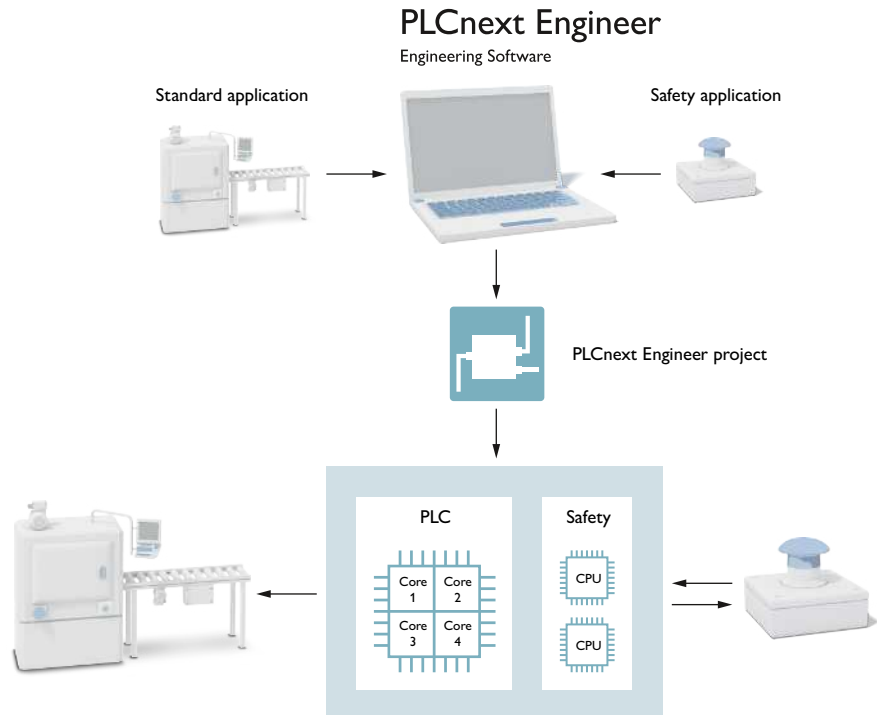 PLCnext Engineer
Engineering Software
Standard application
Safety application
PLCnext Engineer project
PLC
Safety
Core
1
Core
2
Core
3
Core
4
CPU
CPU